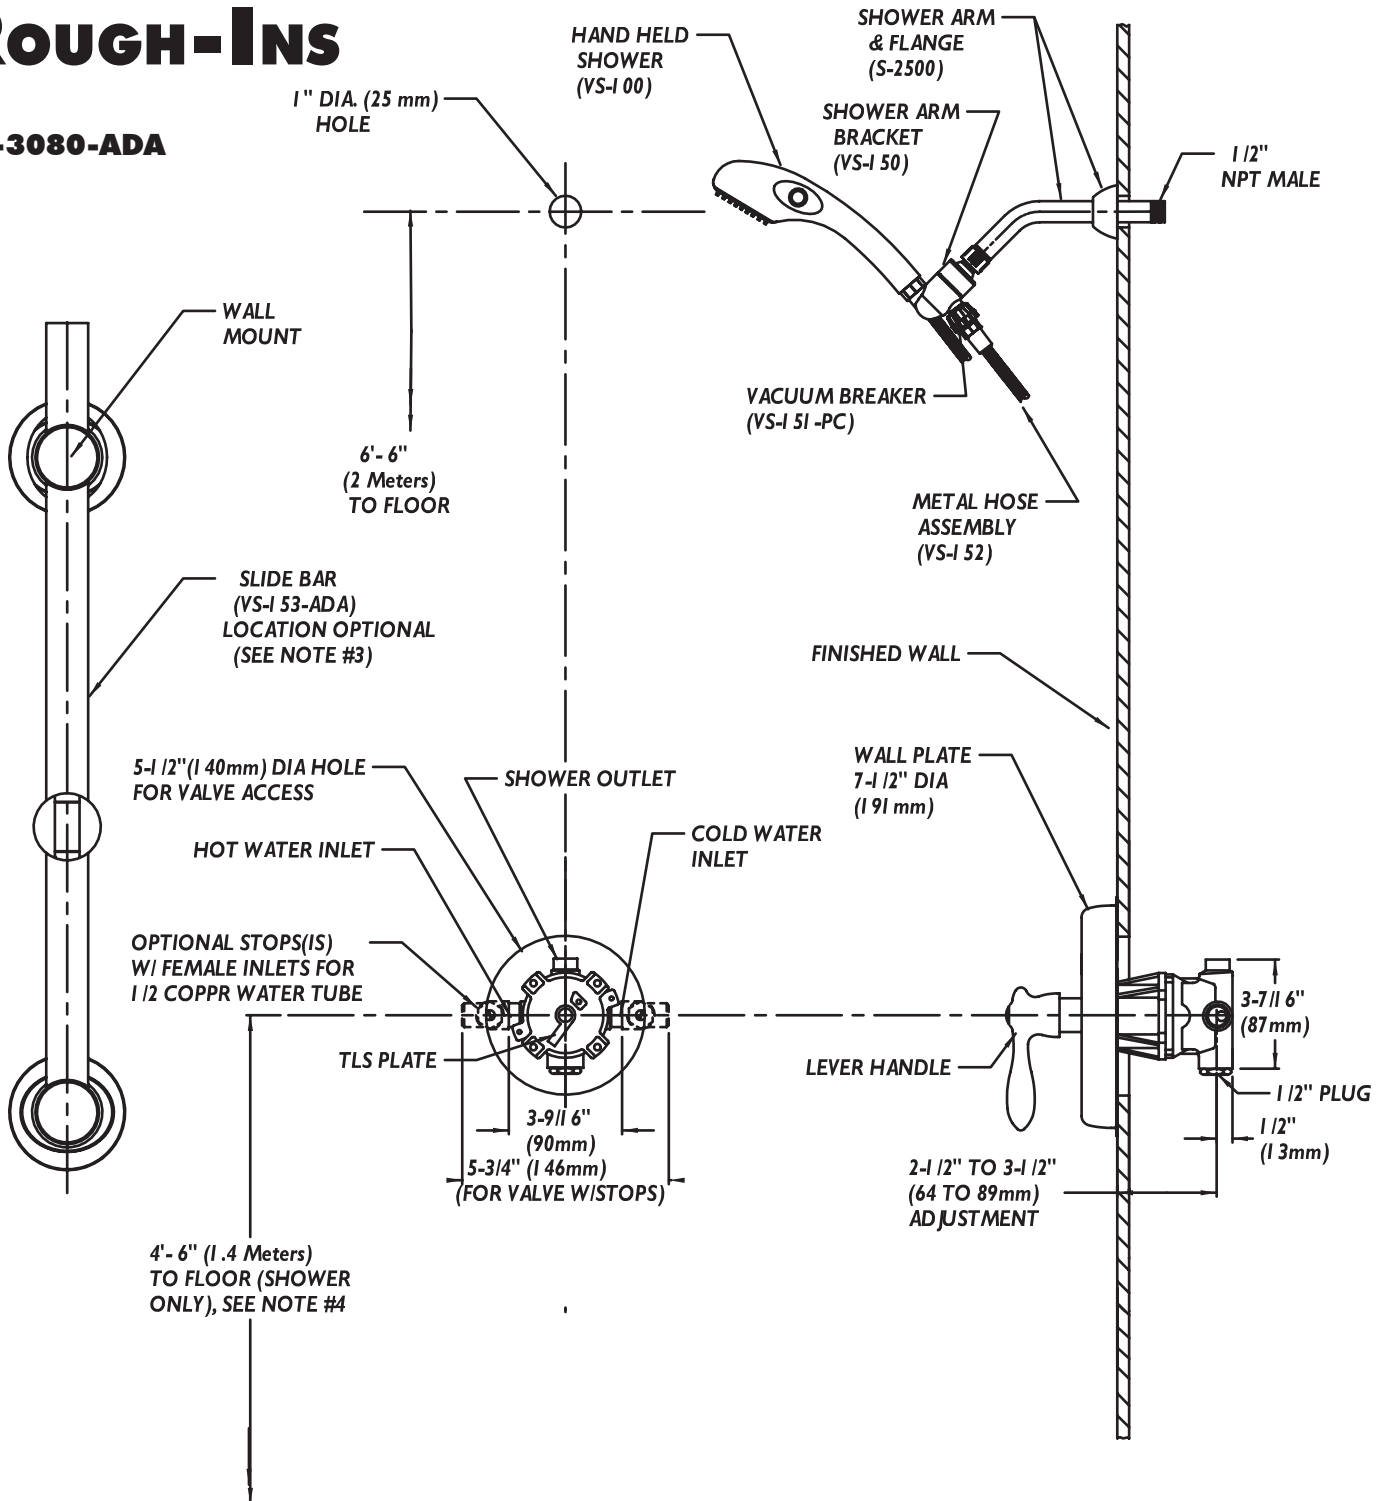 ROUGH-INS
-3080-ADA
1" DIA. (25 mm)
HOLE
HAND HELD
SHOWER
(VS-100)
SHOWER ARM
& FLANGE
(S-2500)
SHOWER ARM
BRACKET
(VS-150)
1/2"
NPT MALE
WALL
MOUNT
VACUUM BREAKER
(VS-151-PC)
6'- 6"
(2 Meters)
TO FLOOR
METAL HOSE
ASSEMBLY
(VS-152)
SLIDE BAR
(VS-153-ADA)
LOCATION OPTIONAL
(SEE NOTE #3)
FINISHED WALL
5-1/2"(140mm) DIA HOLE
FOR VALVE ACCESS
SHOWER OUTLET
WALL PLATE
7-1/2" DIA
(191 mm)
HOT WATER INLET
COLD WATER
INLET
OPTIONAL STOPS(IS)
W/ FEMALE INLETS FOR
1/2 COPPR WATER TUBE
3-7/16"
(87mm)
TLS PLATE
LEVER HANDLE
1/2" PLUG
3-9/16"
(90mm)
5-3/4" (146mm)
(FOR VALVE W/STOPS)
1/2"
(13mm)
2-1/2" TO 3-1/2"
(64 TO 89mm)
ADJUSTMENT
4'- 6" (1.4 Meters)
TO FLOOR (SHOWER
ONLY), SEE NOTE #4